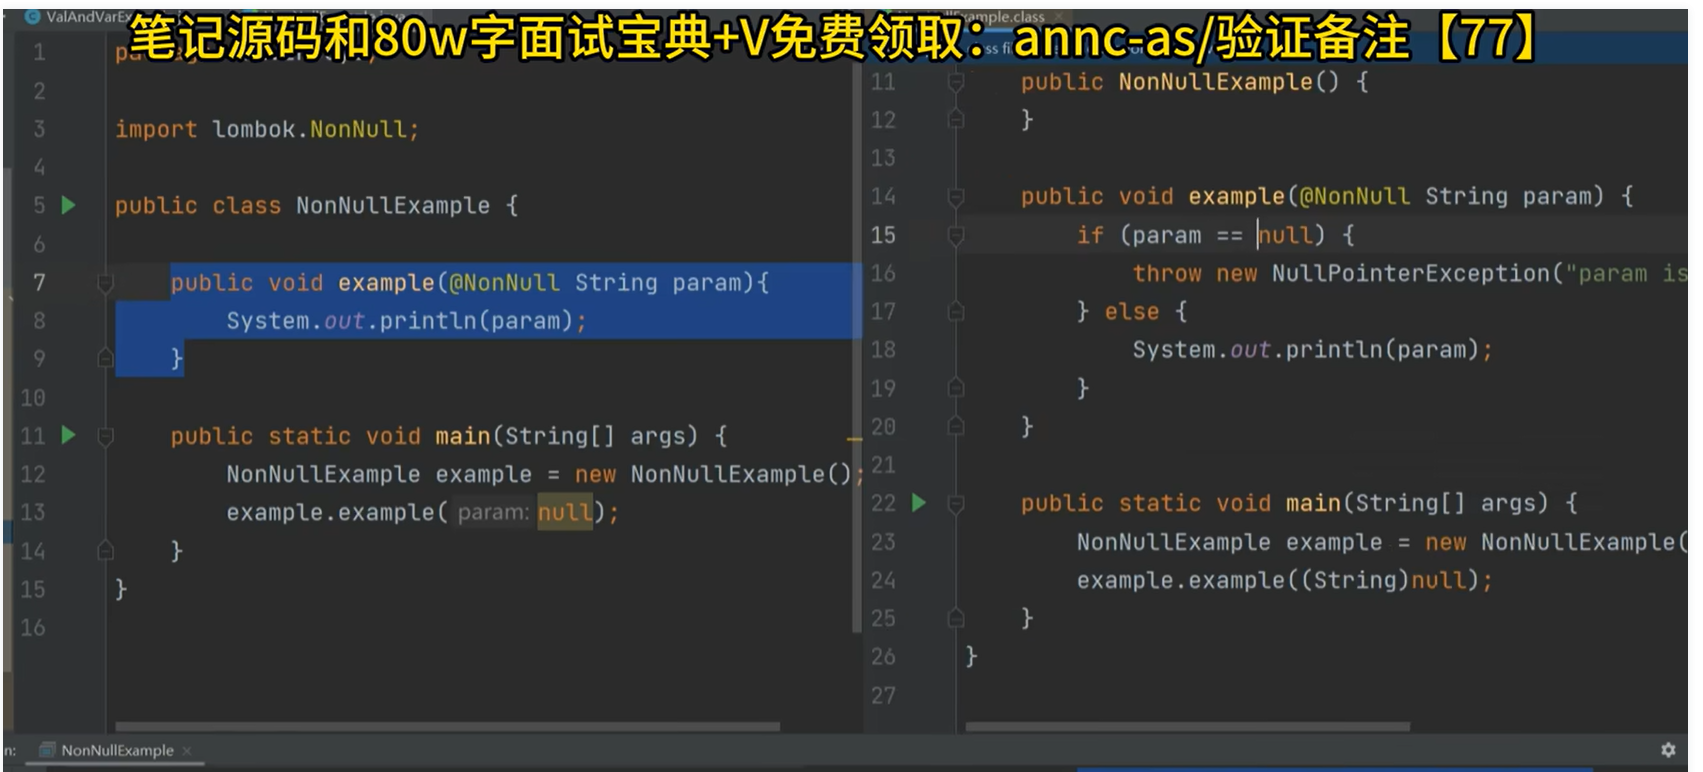 ValAndVarEx
笔记源码和80w字面试宝典+V免费领取：annc-as/验证备注【77】
Example.class
1
2
3 import lombok.NonNull;
4
5 public class NonNullExample {
6
7 public void example(@NonNull String param){
8 System.out.println(param);
9 }
10
11 public static void main(String[] args) {
12 NonNullExample example = new NonNullExample();
13 example.example( param: null);
14 }
15 }
16
11 public NonNullExample() {
12 }
13
14 public void example(@NonNull String param) {
15 if (param == null) {
16 throw new NullPointerException("param is
17 } else {
18 System.out.println(param);
19 }
20 }
21
22 public static void main(String[] args) {
23 NonNullExample example = new NonNullExample(
24 example.example((String)null);
25 }
26 }
27
n: NonNullExample ×